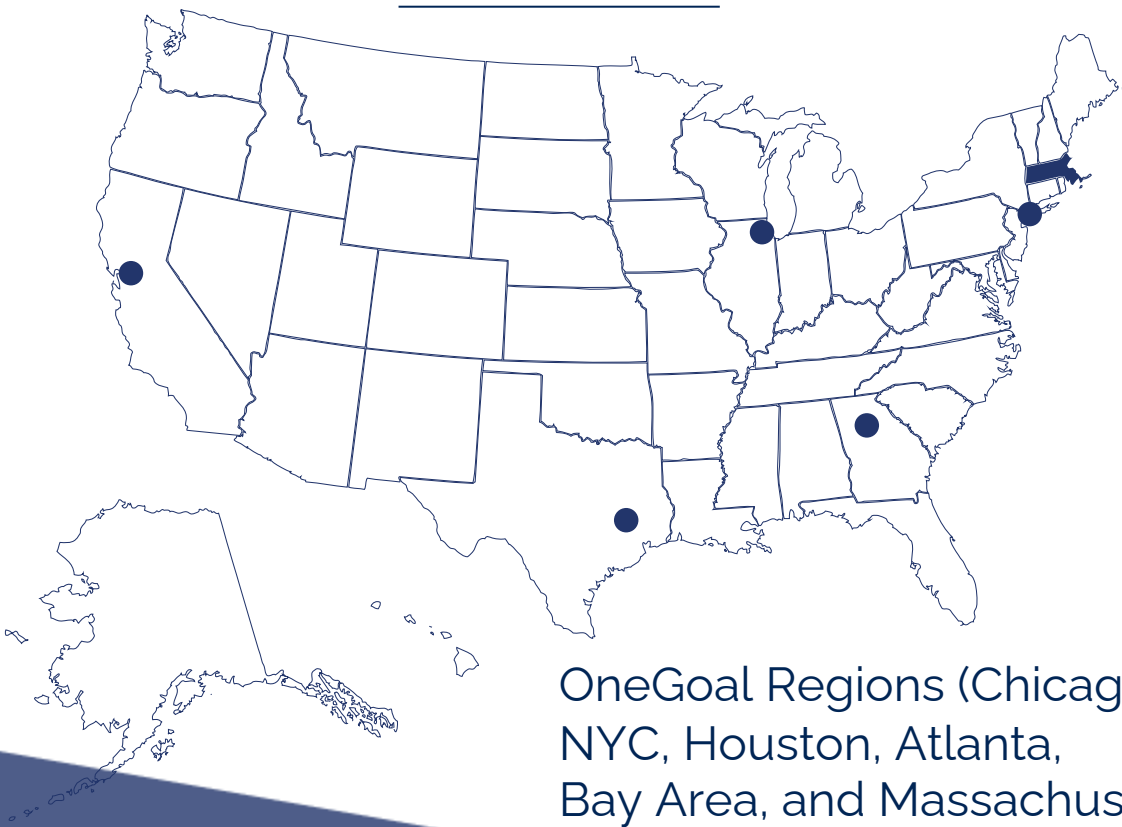 OneGoal Regions (Chicag
NYC, Houston, Atlanta,
Bay Area, and Massachus